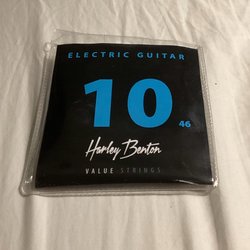 ELECTRIC GUITAR
10
46
Harley Benton
VALUE STRINGS